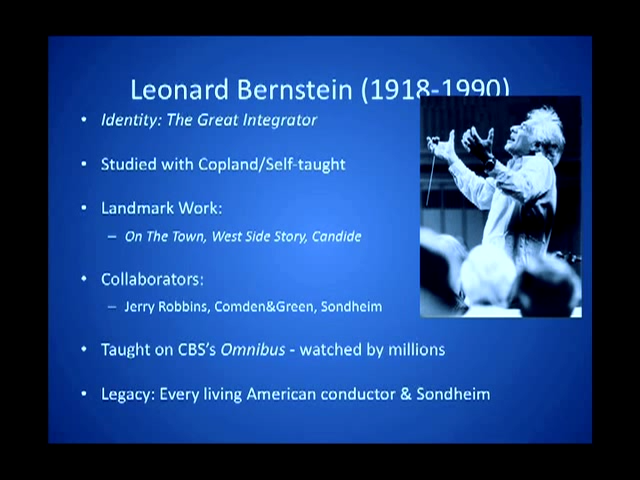 Leonard Bernstein (1918-1990)
• Identity: The Great Integrator
• Studied with Copland/Self-taught
• Landmark Work:
– On The Town, West Side Story, Candide
• Collaborators:
– Jerry Robbins, Comden&Green, Sondheim
• Taught on CBS's Omnibus - watched by millions
• Legacy: Every living American conductor & Sondheim